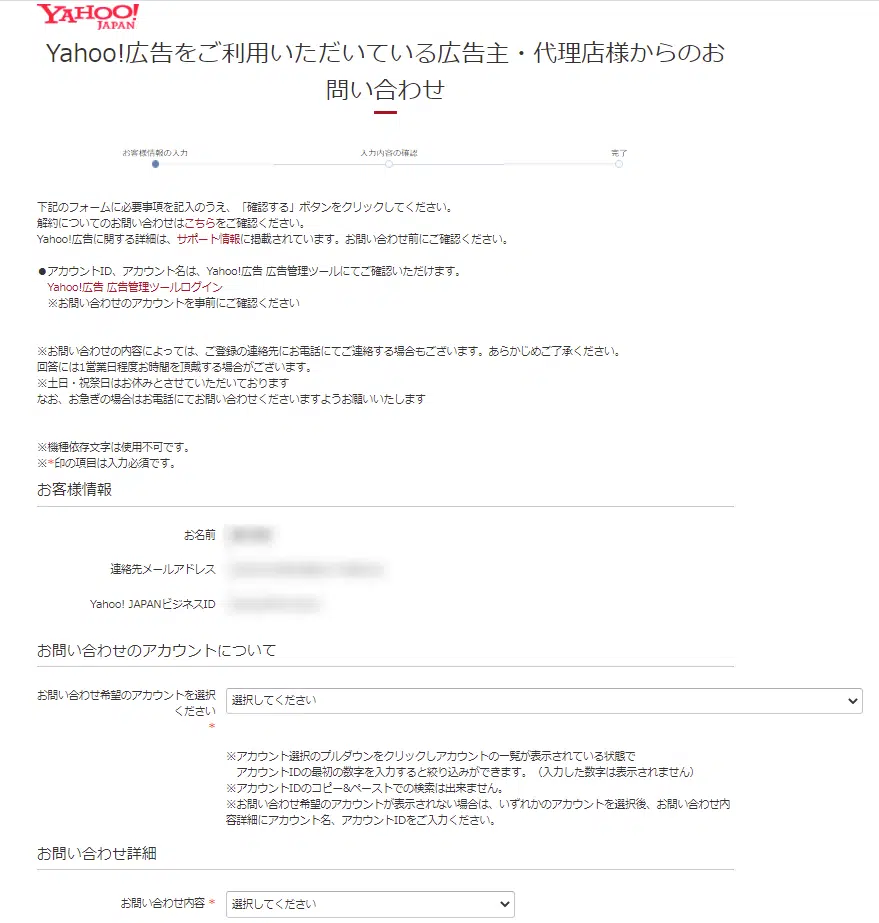 YAHOO!
JAPAN
Yahoo!広告をご利用いただいている広告主・代理店様からのお
問い合わせ
お客様情報の入力
入力内容の確認
完了
下記のフォームに必要事項を記入のうえ、「確認する」ボタンをクリックしてください。
解約についてのお問い合わせはこちらをご確認ください。
Yahoo!広告に関する詳細は、サポート情報に掲載されています。お問い合わせ前にご確認ください。
●アカウントID、アカウント名は、Yahoo!広告 広告管理ツールにてご確認いただけます。
Yahoo!広告 広告管理ツールログイン
※お問い合わせのアカウントを事前にご確認ください
※お問い合わせの内容によっては、ご登録の連絡先にお電話にてご連絡する場合もございます。あらかじめご了承ください。
回答には1営業日程度お時間を頂戴する場合がございます。
※土日・祝祭日はお休みとさせていただいております
なお、お急ぎの場合はお電話にてお問い合わせくださいますようお願いいたします
※機種依存文字は使用不可です。
※*印の項目は入力必須です。
お客様情報
お名前
連絡先メールアドレス
Yahoo! JAPANビジネスID
お問い合わせのアカウントについて
お問い合わせ希望のアカウントを選択
ください
*
選択してください
※アカウント選択のプルダウンをクリックしアカウントの一覧が表示されている状態で
アカウントIDの最初の数字を入力すると絞り込みができます。（入力した数字は表示されません）
※アカウントIDのコピー&ペーストでの検索は出来ません。
※お問い合わせ希望のアカウントが表示されない場合は、いずれかのアカウントを選択後、お問い合わせ内
容詳細にアカウント名、アカウントIDをご入力ください。
お問い合わせ詳細
お問い合わせ内容 * 選択してください